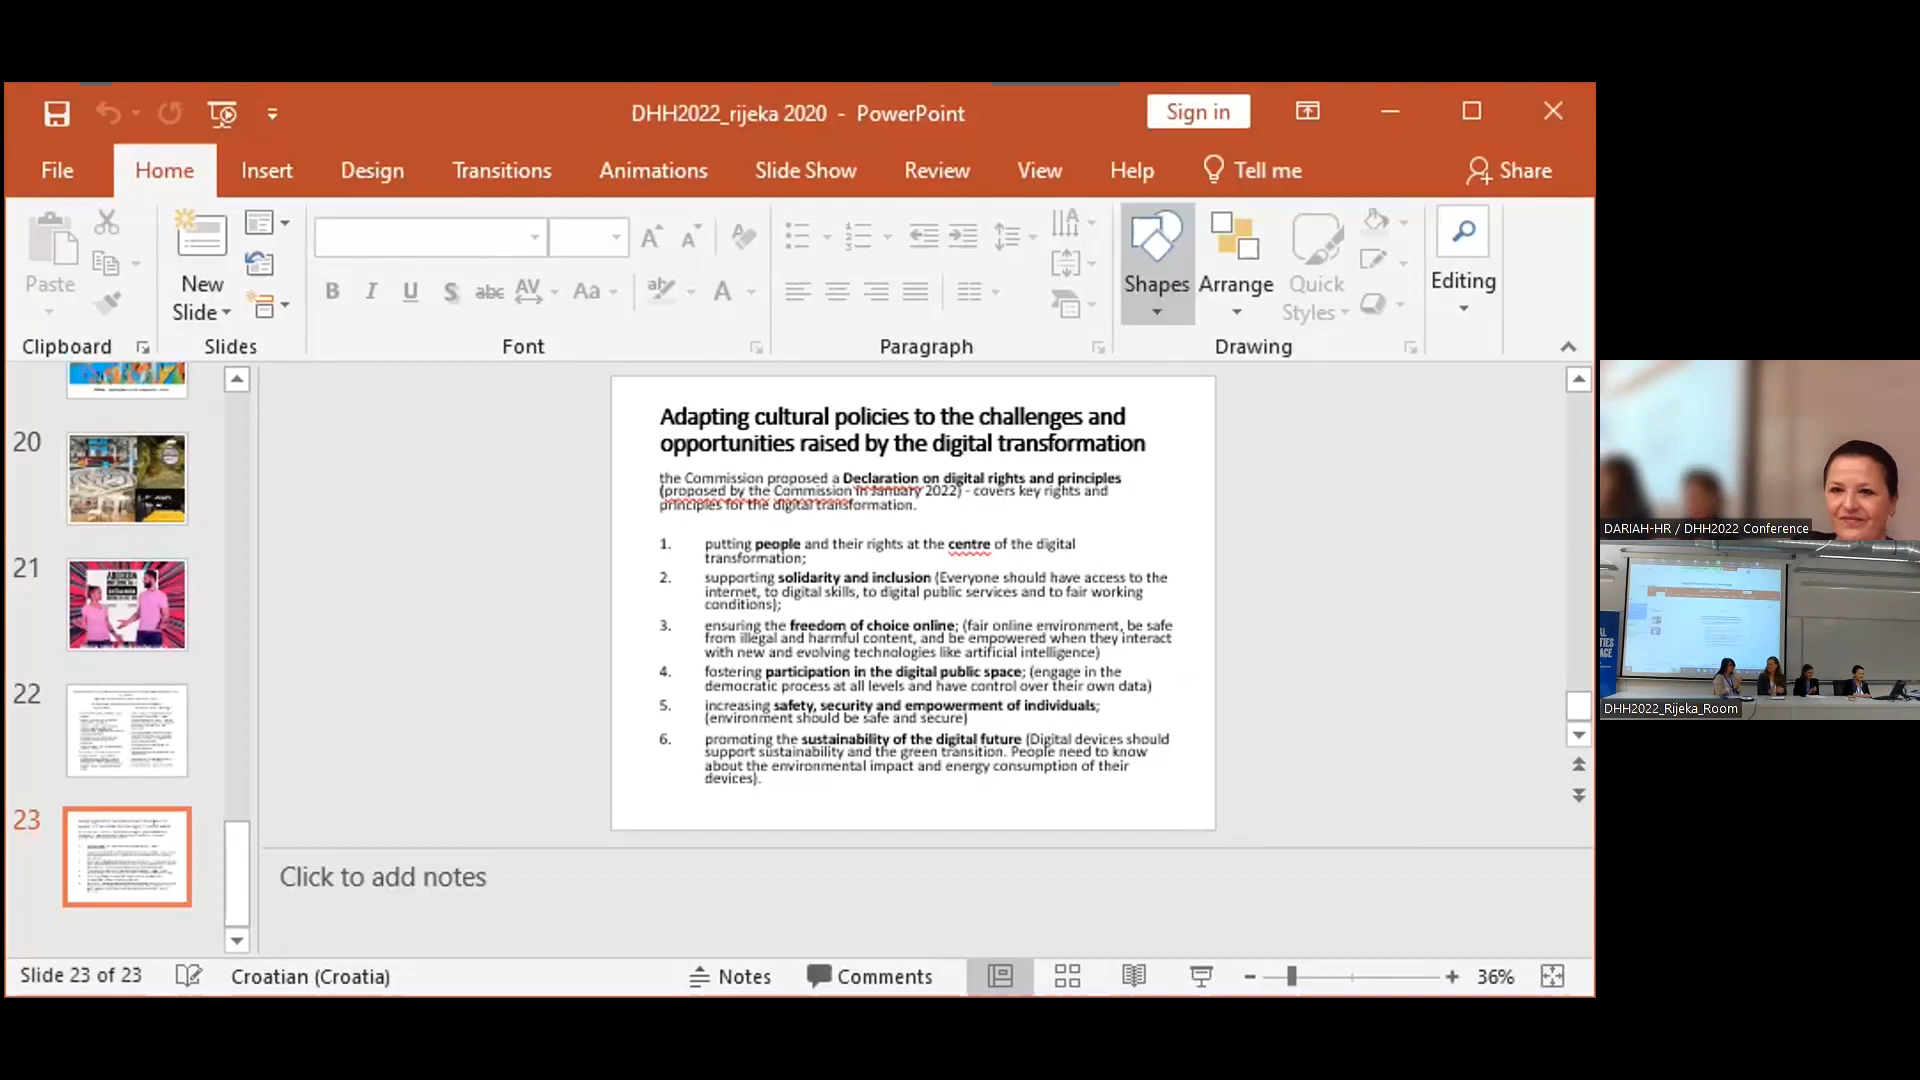 DHH2022_rijeka 2020 - PowerPoint
Sign in
File
Home
Insert
Design
Transitions
Animations
Slide Show
Review
View
Help
Tell me
Share
Paste
New
Slide
Shapes
Arrange
Quick
Styles
Editing
Clipboard
Slides
Font
Paragraph
Drawing
20
21
22
23
Adapting cultural policies to the challenges and
opportunities raised by the digital transformation
the Commission proposed a Declaration on digital rights and principles
(proposed by the Commission in January 2022) - covers key rights and
principles for the digital transformation.
1. putting people and their rights at the centre of the digital
transformation;
2. supporting solidarity and inclusion (Everyone should have access to the
internet, to digital skills, to digital public services and to fair working
conditions);
3. ensuring the freedom of choice online; (fair online environment, be safe
from illegal and harmful content, and be empowered when they interact
with new and evolving technologies like artificial intelligence)
4. fostering participation in the digital public space; (engage in the
democratic process at all levels and have control over their own data)
5. increasing safety, security and empowerment of individuals;
(environment should be safe and secure)
6. promoting the sustainability of the digital future (Digital devices should
support sustainability and the green transition. People need to know
about the environmental impact and energy consumption of their
devices).
Click to add notes
Slide 23 of 23
Croatian (Croatia)
Notes
Comments
36%
DARIAH-HR / DHH2022 Conference
DHH2022_Rijeka_Room